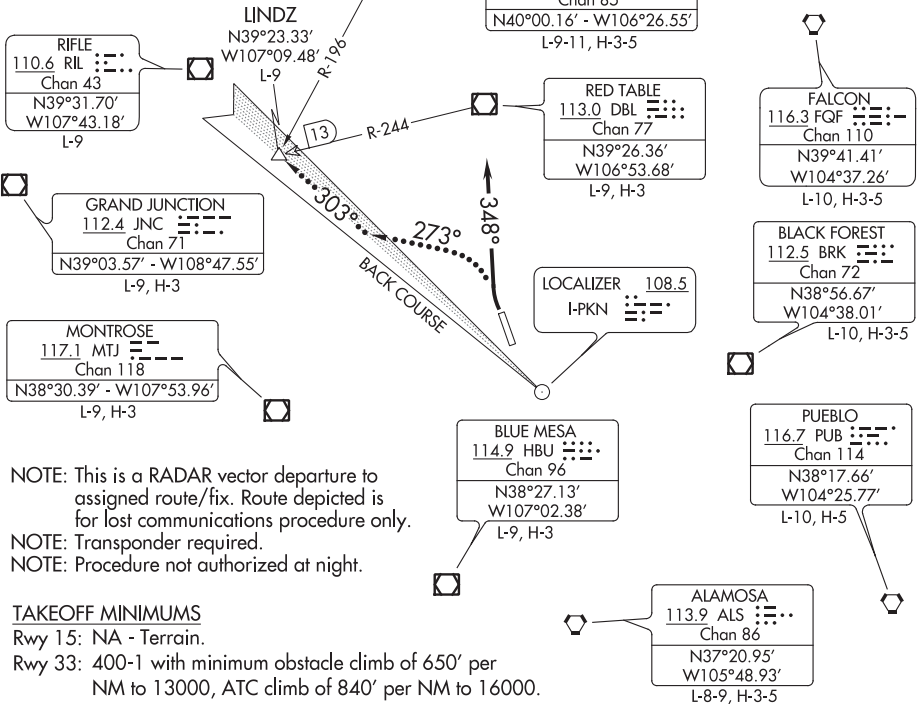 Chan 85
N40°00.16' - W106°26.55'
L-9-11, H-3-5
LINDZ
N39°23.33'
W107°09.48'
L-9
R-196
RIFLE
110.6 RIL
Chan 43
N39°31.70'
W107°43.18'
L-9
13
R-244
RED TABLE
113.0 DBL
Chan 77
N39°26.36'
W106°53.68'
L-9, H-3
FALCON
116.3 FQF
Chan 110
N39°41.41'
W104°37.26'
L-10, H-3-5
GRAND JUNCTION
112.4 JNC
Chan 71
N39°03.57' - W108°47.55'
L-9, H-3
303°
273°
348°
BACK COURSE
LOCALIZER 108.5
I-PKN
BLACK FOREST
112.5 BRK
Chan 72
N38°56.67'
W104°38.01'
L-10, H-3-5
MONTROSE
117.1 MTJ
Chan 118
N38°30.39' - W107°53.96'
L-9, H-3
BLUE MESA
114.9 HBU
Chan 96
N38°27.13'
W107°02.38'
L-9, H-3
PUEBLO
116.7 PUB
Chan 114
N38°17.66'
W104°25.77'
L-10, H-5
NOTE: This is a RADAR vector departure to
assigned route/fix. Route depicted is
for lost communications procedure only.
NOTE: Transponder required.
NOTE: Procedure not authorized at night.
TAKEOFF MINIMUMS
Rwy 15: NA - Terrain.
Rwy 33: 400-1 with minimum obstacle climb of 650' per
NM to 13000, ATC climb of 840' per NM to 16000.
ALAMOSA
113.9 ALS
Chan 86
N37°20.95'
W105°48.93'
L-8-9, H-3-5